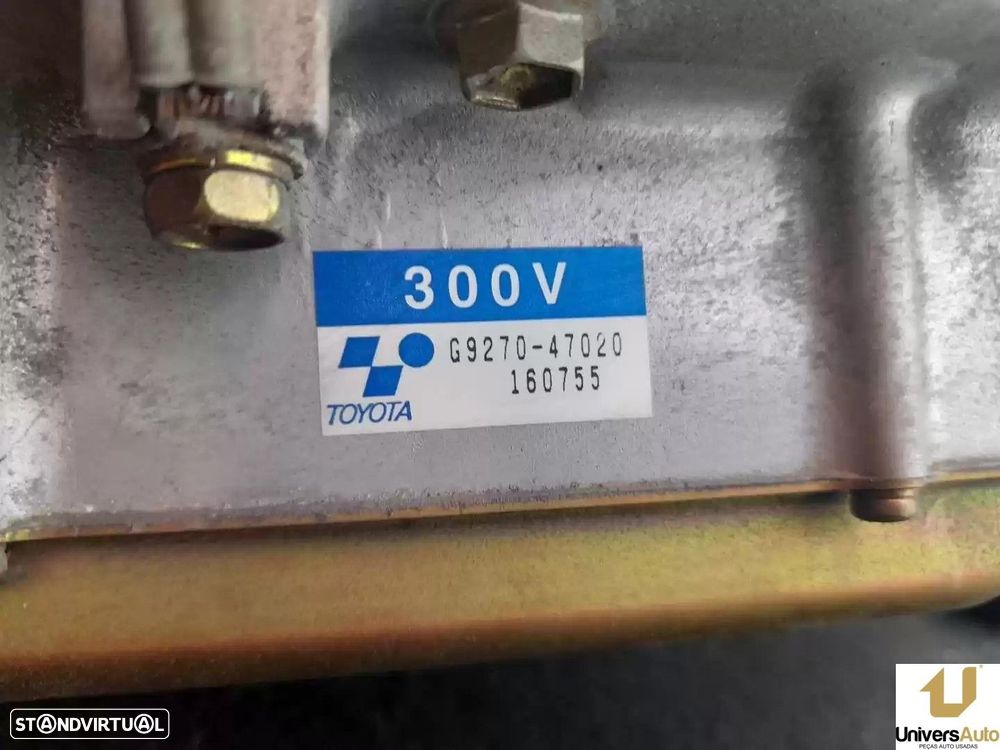 300V
G9270-47020
160755
TOYOTA
STANDVIRTUAL
UniversAuto
PEÇAS AUTO USADAS